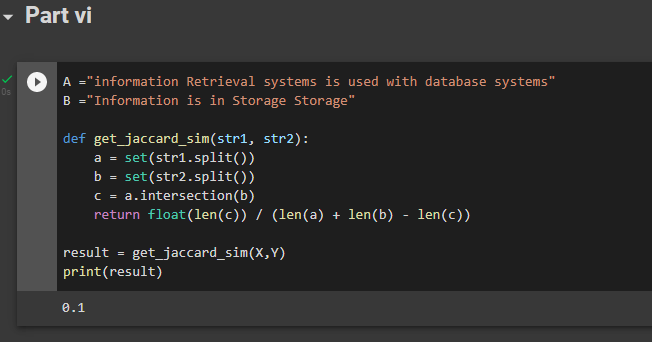 Part vi
0s
A ="information Retrieval systems is used with database systems"
B ="Information is in Storage Storage"
def get_jaccard_sim(str1, str2):
a = set(str1.split())
b = set(str2.split())
c = a.intersection(b)
return float(len(c)) / (len(a) + len(b) - len(c))
result = get_jaccard_sim(X,Y)
print(result)
0.1